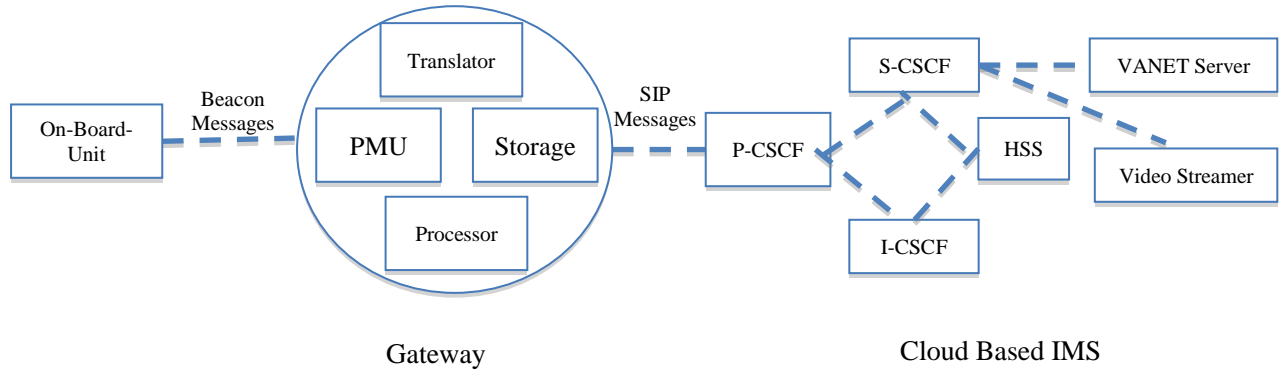 On-Board-
Unit
Beacon
Messages
Translator
PMU
Storage
Processor
SIP
Messages
P-CSCF
S-CSCF
HSS
I-CSCF
VANET Server
Video Streamer
Gateway
Cloud Based IMS